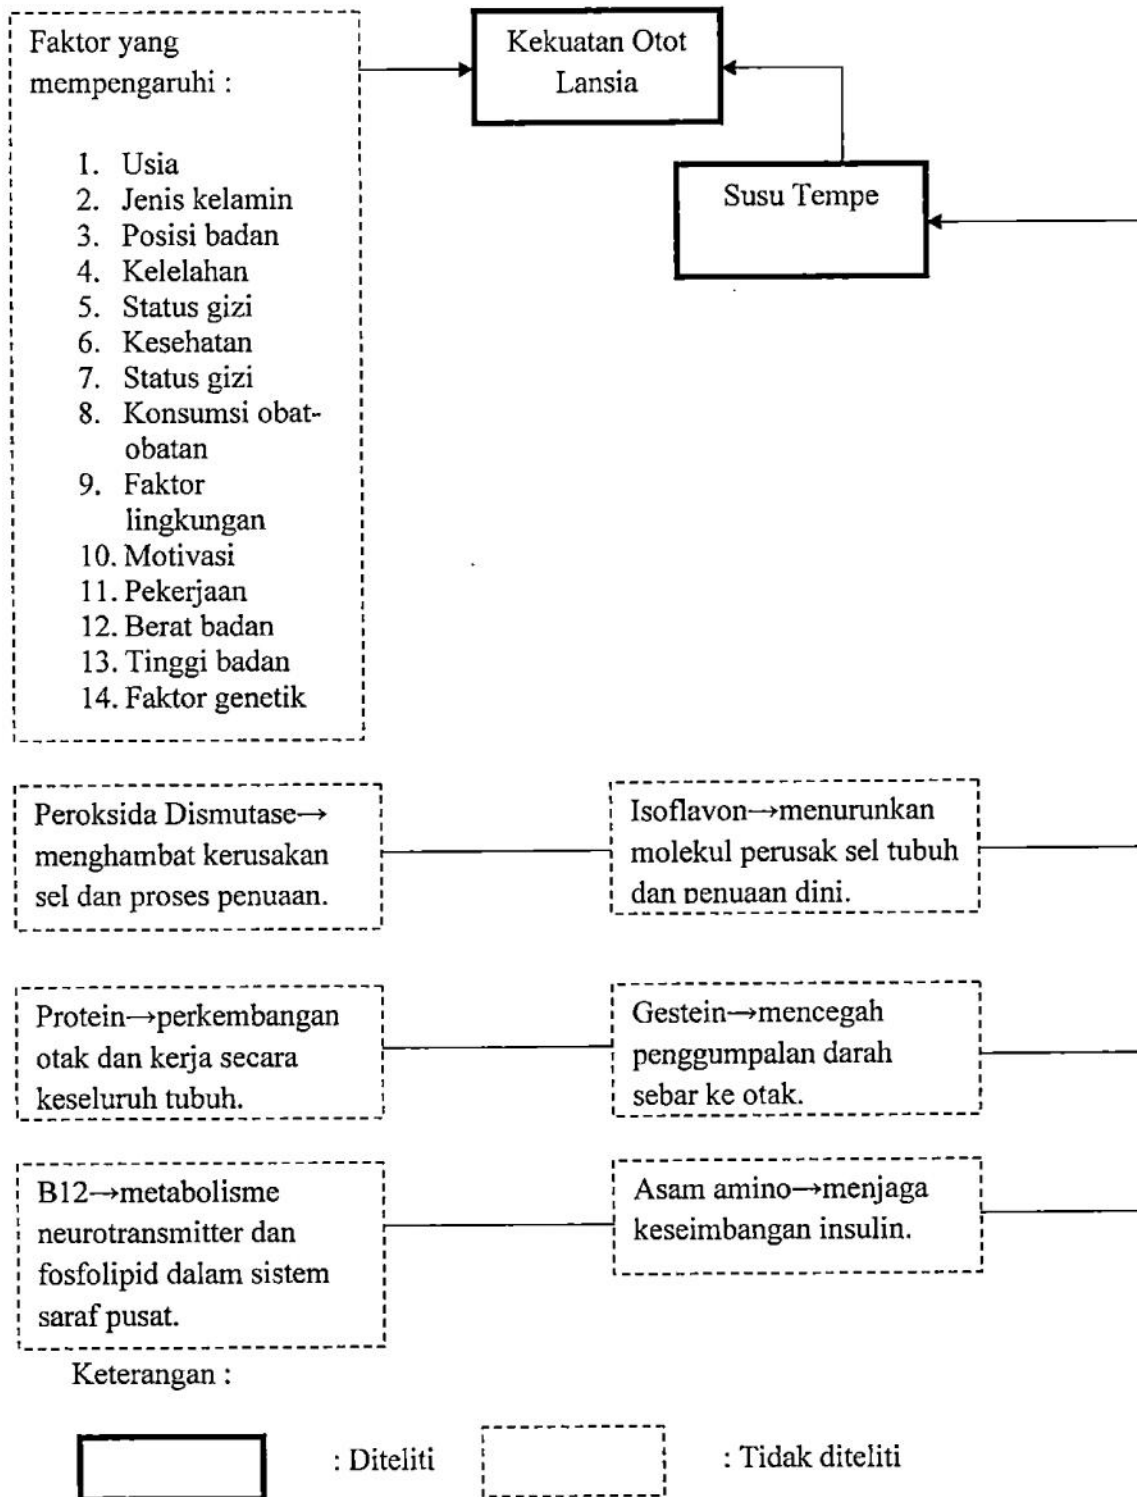 Faktor yang
mempengaruhi :
1. Usia
2. Jenis kelamin
3. Posisi badan
4. Kelelahan
5. Status gizi
6. Kesehatan
7. Status gizi
8. Konsumsi obat-
obatan
9. Faktor
lingkungan
10. Motivasi
11. Pekerjaan
12. Berat badan
13. Tinggi badan
14. Faktor genetik
Kekuatan Otot
Lansia
Susu Tempe
Peroksida Dismutase→
menghambat kerusakan
sel dan proses penuaan.
Isoflavon→menurunkan
molekul perusak sel tubuh
dan penuaan dini.
Protein→perkembangan
otak dan kerja secara
keseluruh tubuh.
Gestein→mencegah
penggumpalan darah
sebar ke otak.
B12→metabolisme
neurotransmitter dan
fosfolipid dalam sistem
saraf pusat.
Asam amino→menjaga
keseimbangan insulin.
Keterangan :
: Diteliti
: Tidak diteliti